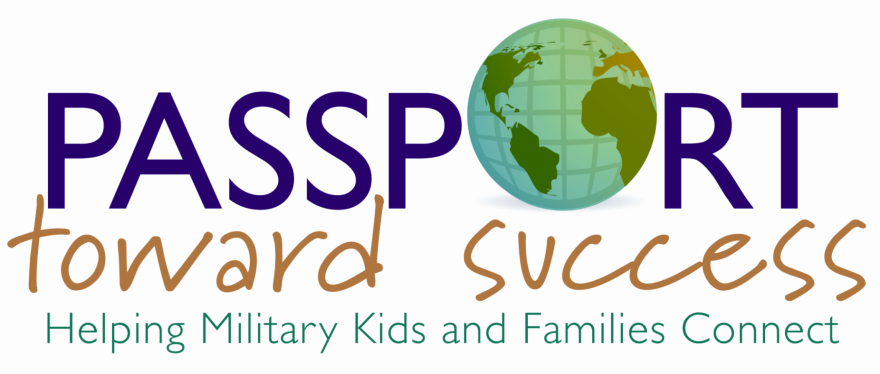 PASSPORT
toward success
Helping Military Kids and Families Connect